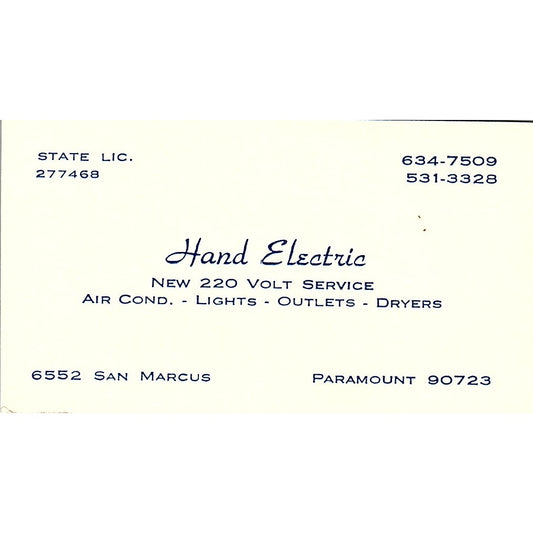 STATE LIC.
277468
634-7509
531-3328
Hand Electric
NEW 220 VOLT SERVICE
AIR COND. - LIGHTS - OUTLETS - DRYERS
6552 SAN MARCUS
PARAMOUNT 90723